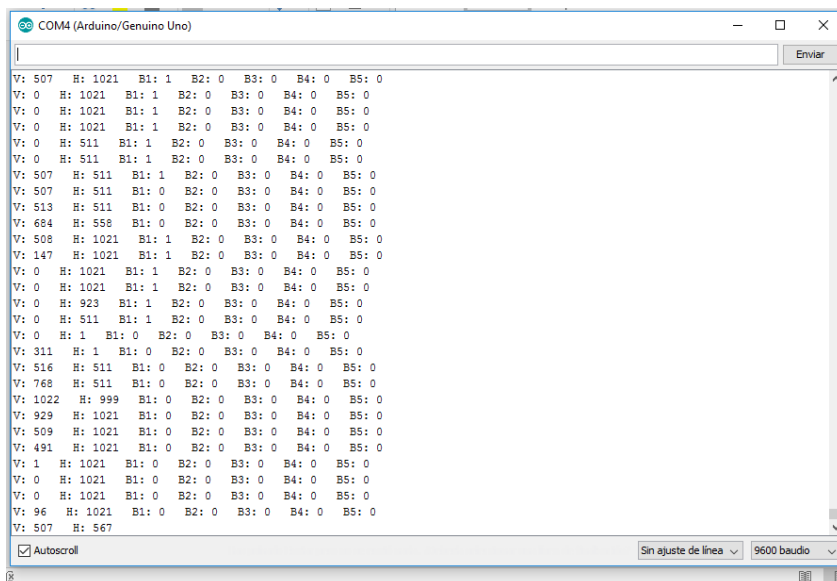 COM4 (Arduino/Genuino Uno)
Enviar
V: 507 H: 1021 B1: 1 B2: 0 B3: 0 B4: 0 B5: 0
V: 0 H: 1021 B1: 1 B2: 0 B3: 0 B4: 0 B5: 0
V: 0 H: 1021 B1: 1 B2: 0 B3: 0 B4: 0 B5: 0
V: 0 H: 1021 B1: 1 B2: 0 B3: 0 B4: 0 B5: 0
V: 0 H: 511 B1: 1 B2: 0 B3: 0 B4: 0 B5: 0
V: 0 H: 511 B1: 1 B2: 0 B3: 0 B4: 0 B5: 0
V: 507 H: 511 B1: 1 B2: 0 B3: 0 B4: 0 B5: 0
V: 507 H: 511 B1: 0 B2: 0 B3: 0 B4: 0 B5: 0
V: 513 H: 511 B1: 0 B2: 0 B3: 0 B4: 0 B5: 0
V: 684 H: 558 B1: 0 B2: 0 B3: 0 B4: 0 B5: 0
V: 508 H: 1021 B1: 1 B2: 0 B3: 0 B4: 0 B5: 0
V: 147 H: 1021 B1: 1 B2: 0 B3: 0 B4: 0 B5: 0
V: 0 H: 1021 B1: 1 B2: 0 B3: 0 B4: 0 B5: 0
V: 0 H: 923 B1: 1 B2: 0 B3: 0 B4: 0 B5: 0
V: 0 H: 511 B1: 1 B2: 0 B3: 0 B4: 0 B5: 0
V: 0 H: 1 B1: 0 B2: 0 B3: 0 B4: 0 B5: 0
V: 311 H: 1 B1: 0 B2: 0 B3: 0 B4: 0 B5: 0
V: 516 H: 511 B1: 0 B2: 0 B3: 0 B4: 0 B5: 0
V: 768 H: 511 B1: 0 B2: 0 B3: 0 B4: 0 B5: 0
V: 1022 H: 999 B1: 0 B2: 0 B3: 0 B4: 0 B5: 0
V: 929 H: 1021 B1: 0 B2: 0 B3: 0 B4: 0 B5: 0
V: 509 H: 1021 B1: 0 B2: 0 B3: 0 B4: 0 B5: 0
V: 491 H: 1021 B1: 0 B2: 0 B3: 0 B4: 0 B5: 0
V: 1 H: 1021 B1: 0 B2: 0 B3: 0 B4: 0 B5: 0
V: 0 H: 1021 B1: 0 B2: 0 B3: 0 B4: 0 B5: 0
V: 0 H: 1021 B1: 0 B2: 0 B3: 0 B4: 0 B5: 0
V: 96 H: 1021 B1: 0 B2: 0 B3: 0 B4: 0 B5: 0
V: 507 H: 567
Autoscroll Sin ajuste de línea 9600 baudio